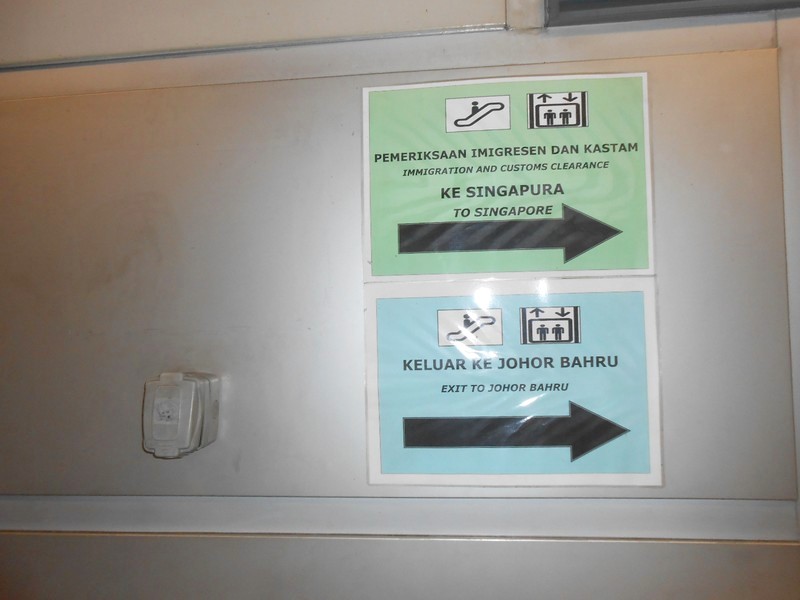 PEMERIKSAAN IMIGRESEN DAN KASTAM
IMMIGRATION AND CUSTOMS CLEARANCE
KE SINGAPURA
TO SINGAPORE
KELUAR KE JOHOR BAHRU
EXIT TO JOHOR BAHRU